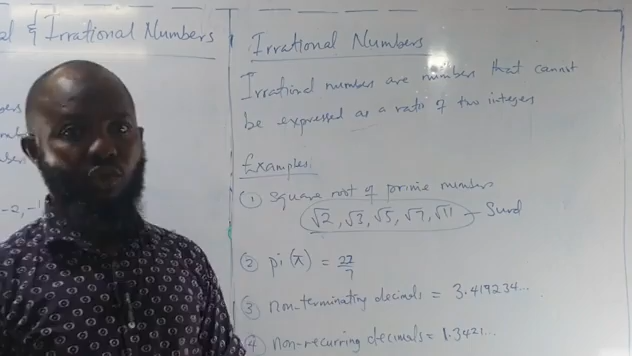 & Irrational Numbers
Irrational Numbers
Irrational numbers are numbers that cannot
be expressed as a ratio of two integers
Examples
① square root of prime numbers
√2, √3, √5, √7, √11 – Surd
② pi (π) = 22/7
③ non-terminating decimals = 3.419234...
④ non-recurring decimals = 1.3421...
-2, -1